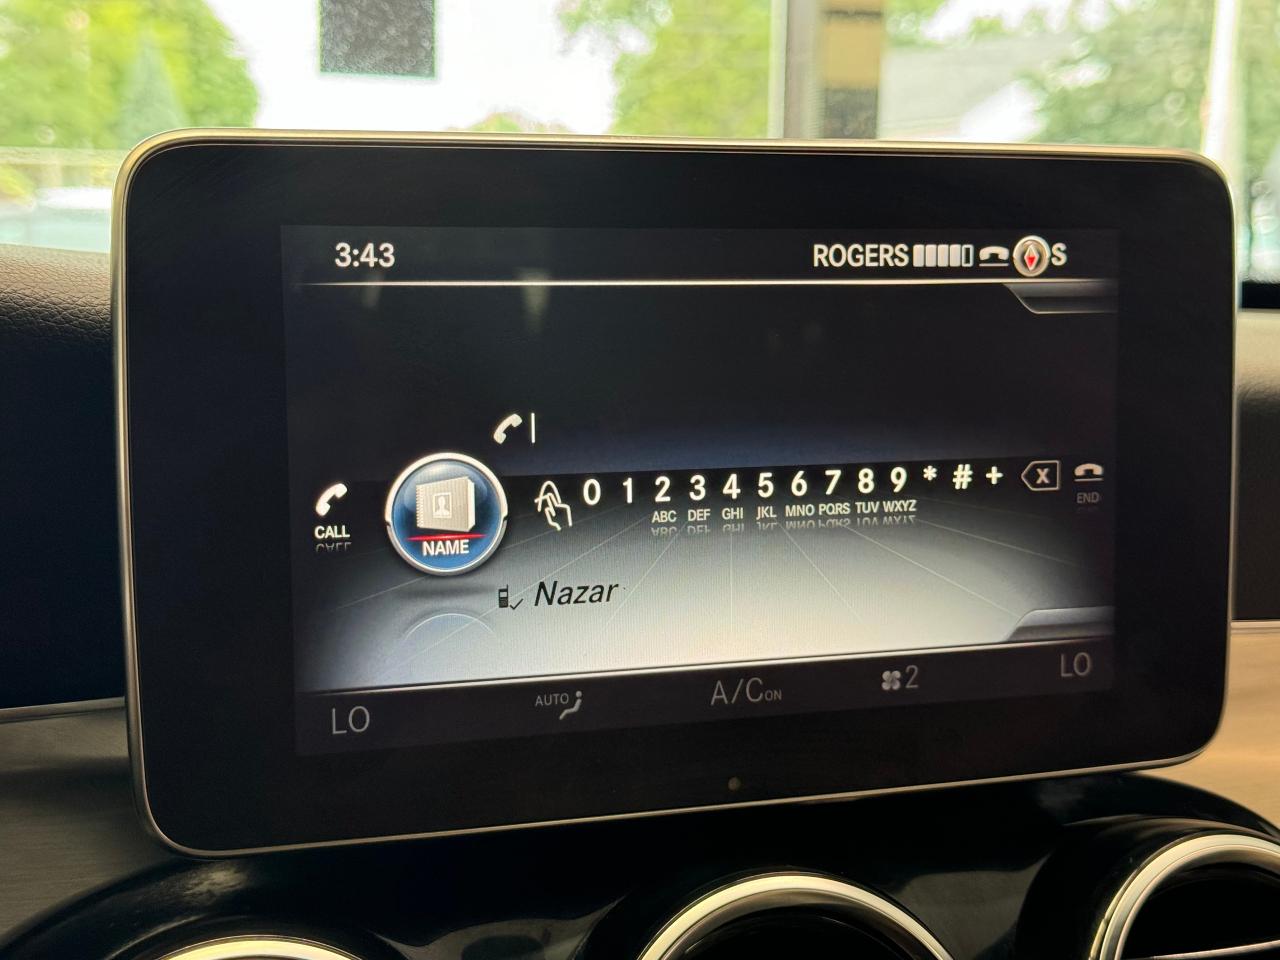 3:43 ROGERS S
CALL NAME 0 1 2 3 4 5 6 7 8 9 * # + X END
ABC DEF GHI JKL MNO PQRS TUV WXYZ
Nazar
LO AUTO A/C ON 2 LO